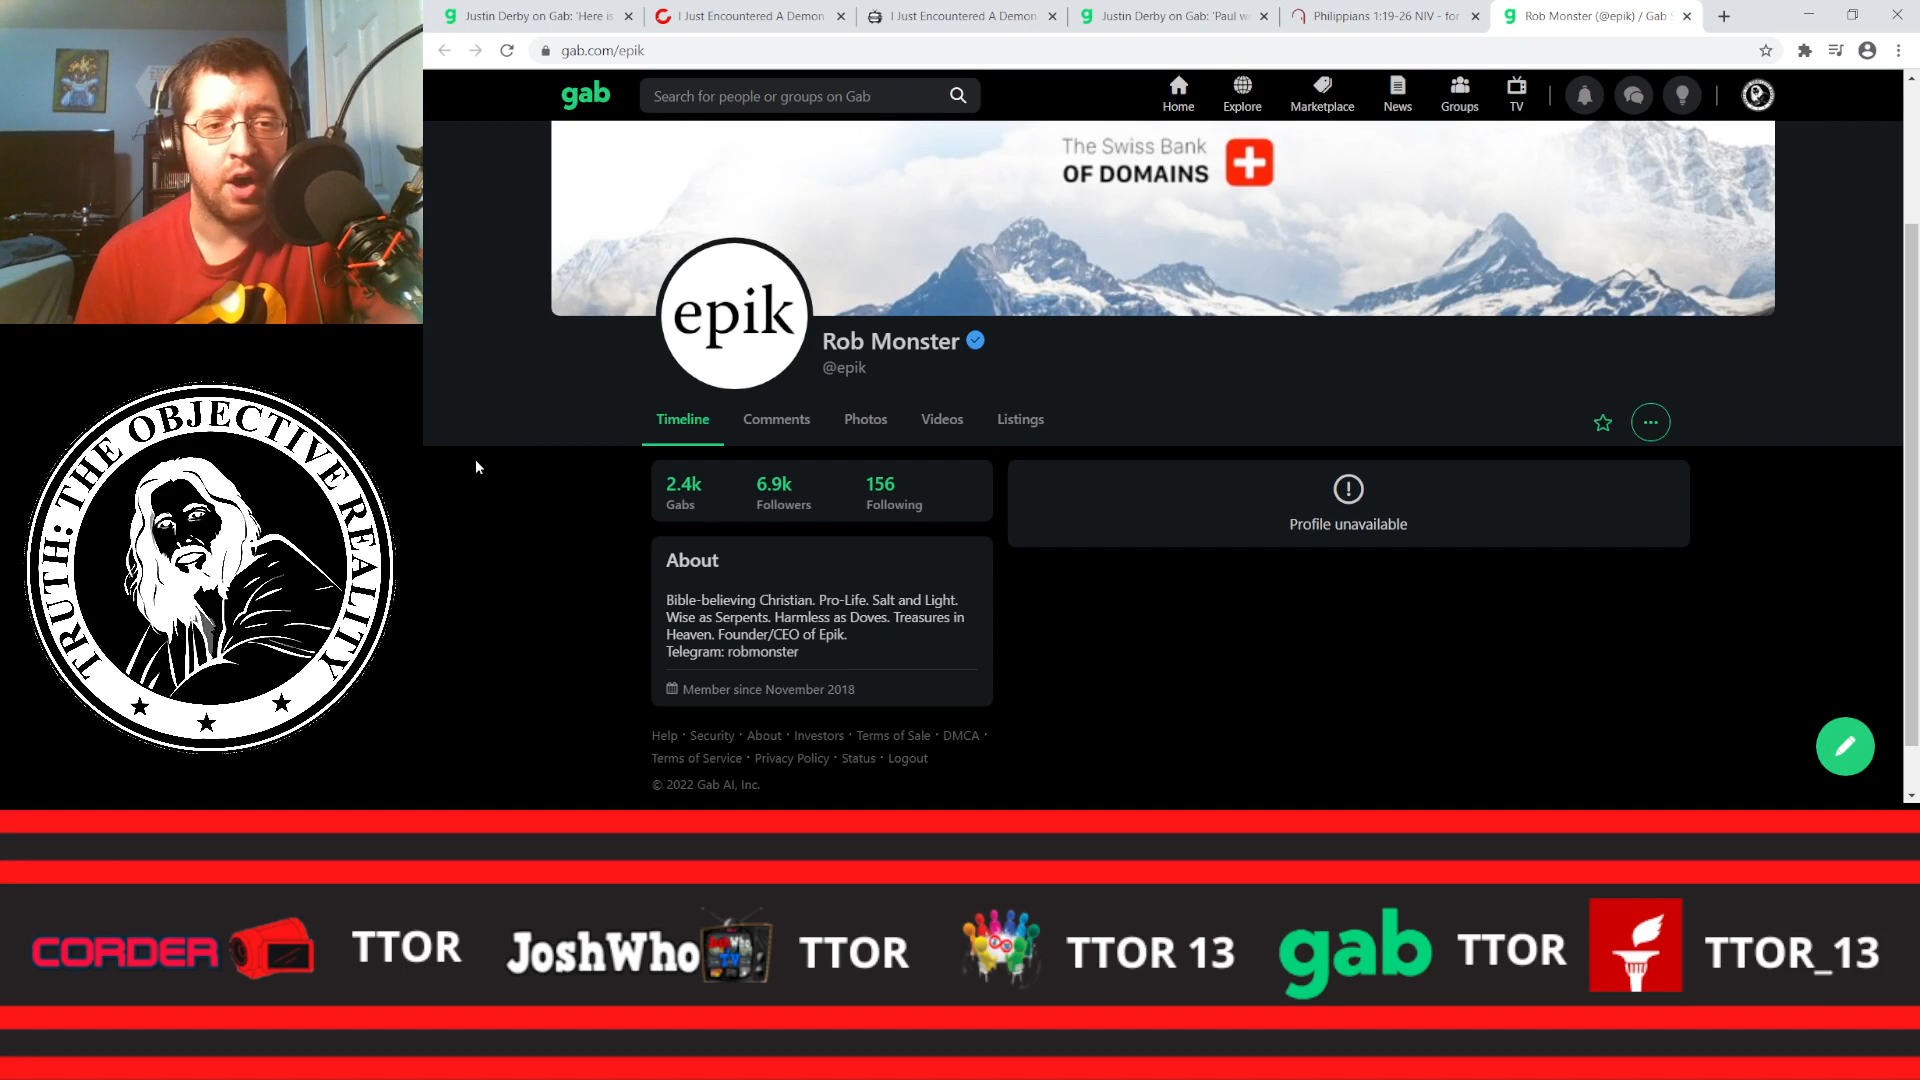 Justin Derby on Gab: 'Here is
I Just Encountered A Demon
I Just Encountered A Demon
Justin Derby on Gab: 'Paul w
Philippians 1:19-26 NIV - for
Rob Monster (@epik) / Gab S
gab.com/epik
gab
Search for people or groups on Gab
Home
Explore
Marketplace
News
Groups
TV
The Swiss Bank
OF DOMAINS
epik
Rob Monster
@epik
Timeline
Comments
Photos
Videos
Listings
2.4k
Gabs
6.9k
Followers
156
Following
Profile unavailable
About
Bible-believing Christian. Pro-Life. Salt and Light.
Wise as Serpents. Harmless as Doves. Treasures in
Heaven. Founder/CEO of Epik.
Telegram: robmonster
Member since November 2018
Help · Security · About · Investors · Terms of Sale · DMCA ·
Terms of Service · Privacy Policy · Status · Logout
© 2022 Gab AI, Inc.
TRUTH: THE OBJECTIVE REALITY
CORDER
TTOR
JoshWho
TTOR
TTOR 13
gab
TTOR
TTOR_13